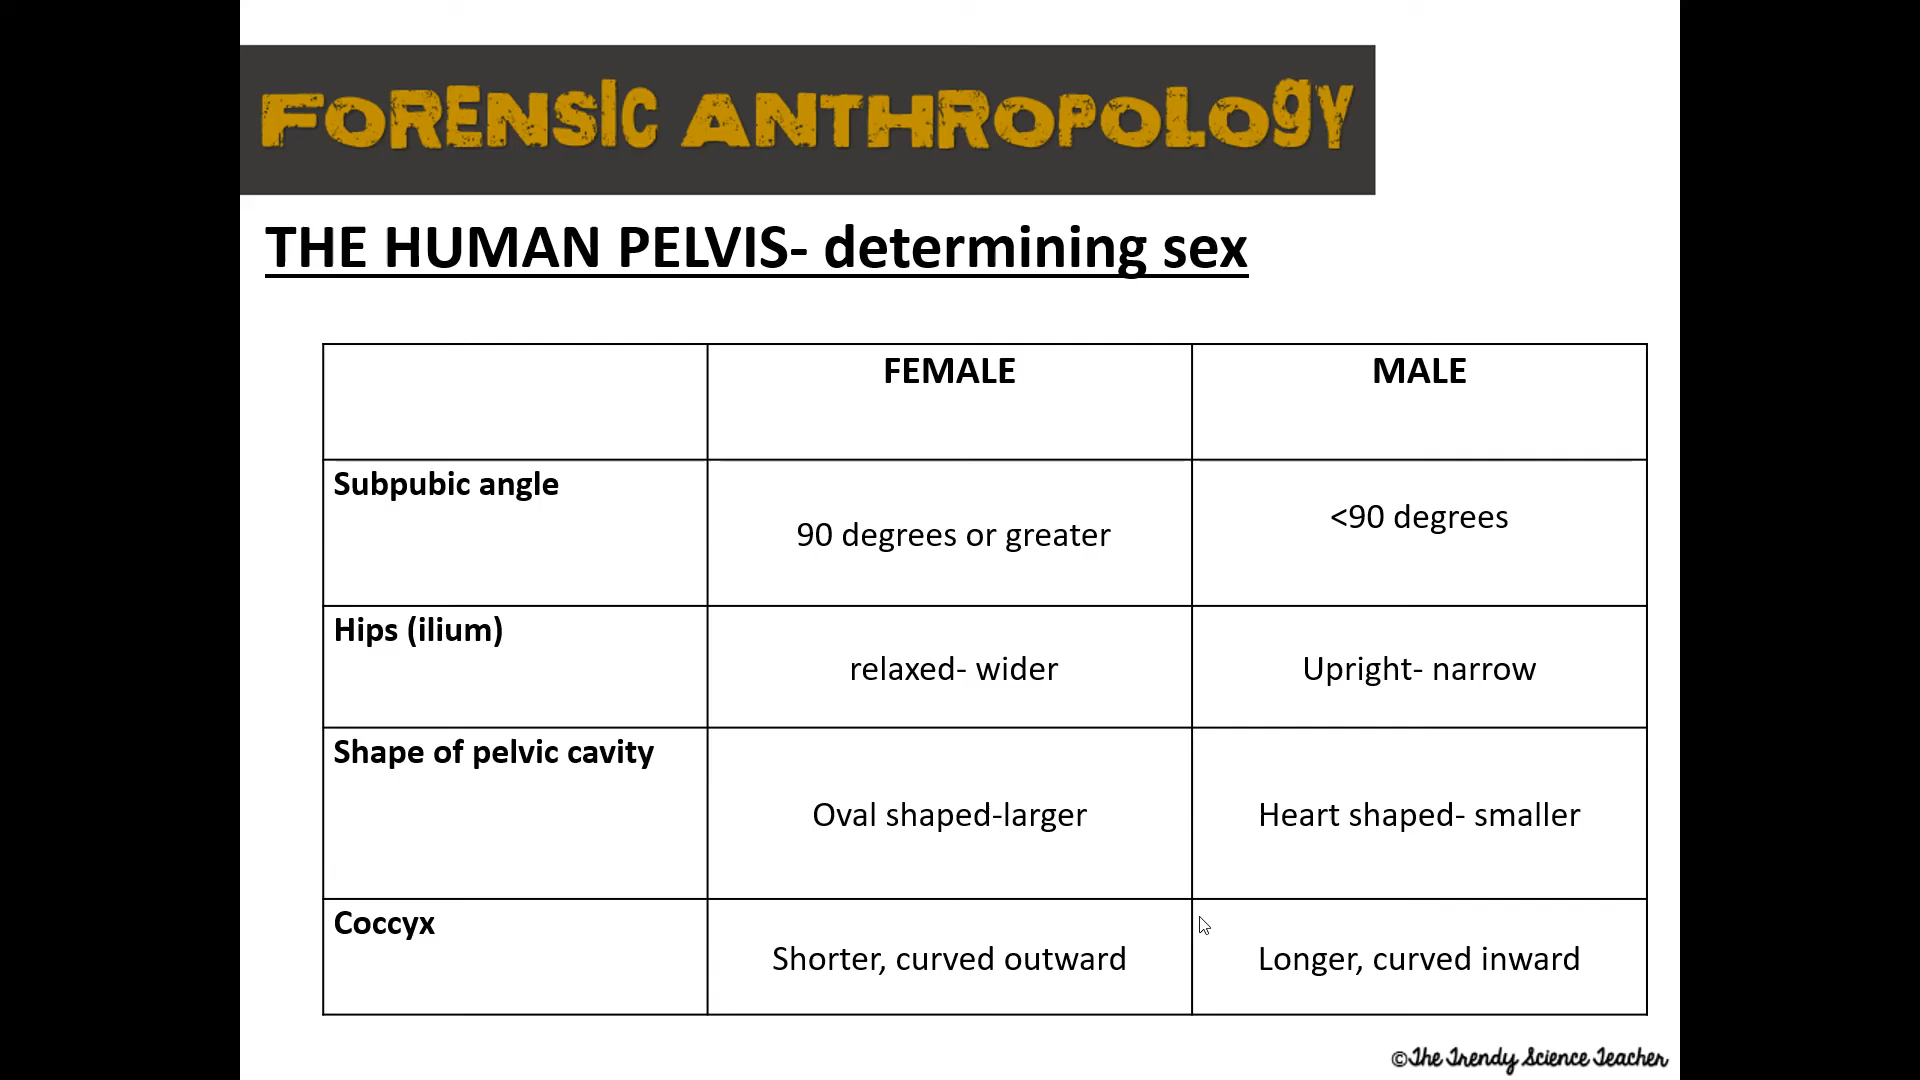 FORENSIC ANTHROPOLOGY
THE HUMAN PELVIS- determining sex
FEMALE
MALE
Subpubic angle
90 degrees or greater
<90 degrees
Hips (ilium)
relaxed- wider
Upright- narrow
Shape of pelvic cavity
Oval shaped-larger
Heart shaped- smaller
Coccyx
Shorter, curved outward
Longer, curved inward
©The Trendy Science Teacher